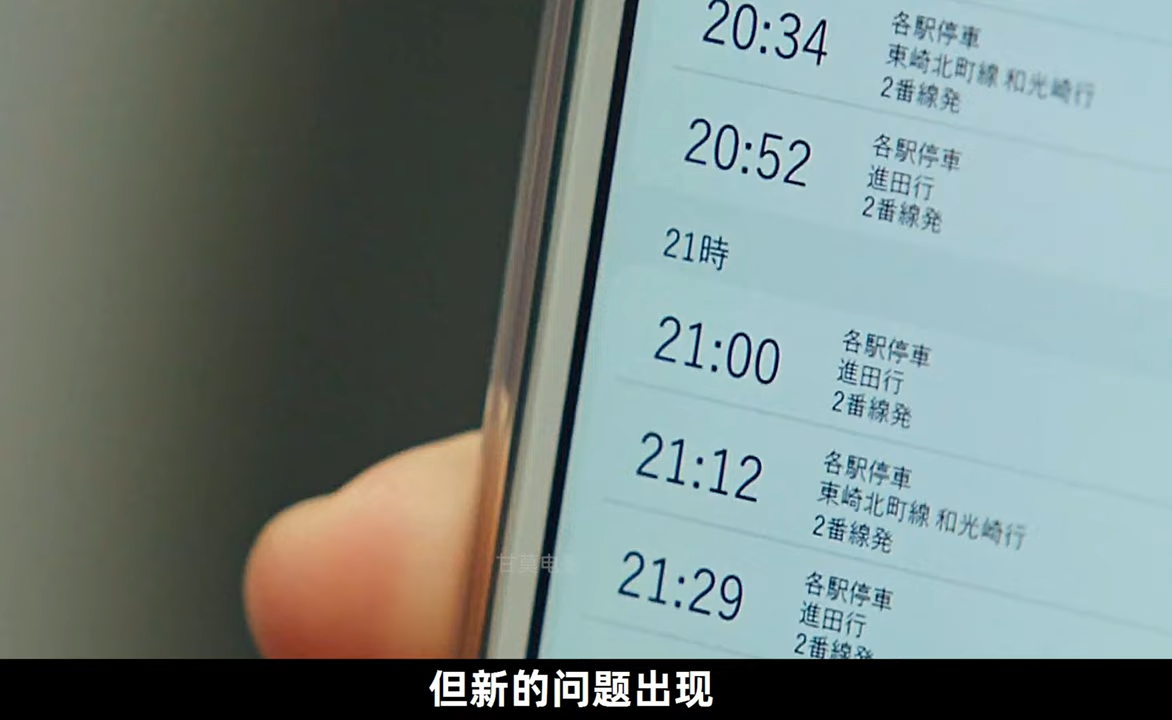 20:34
各駅停車
東崎北町線 和光崎行
2番線発
20:52
各駅停車
進田行
2番線発
21時
21:00
各駅停車
進田行
2番線発
21:12
各駅停車
東崎北町線 和光崎行
2番線発
21:29
各駅停車
進田行
2番線発
但新的问题出现